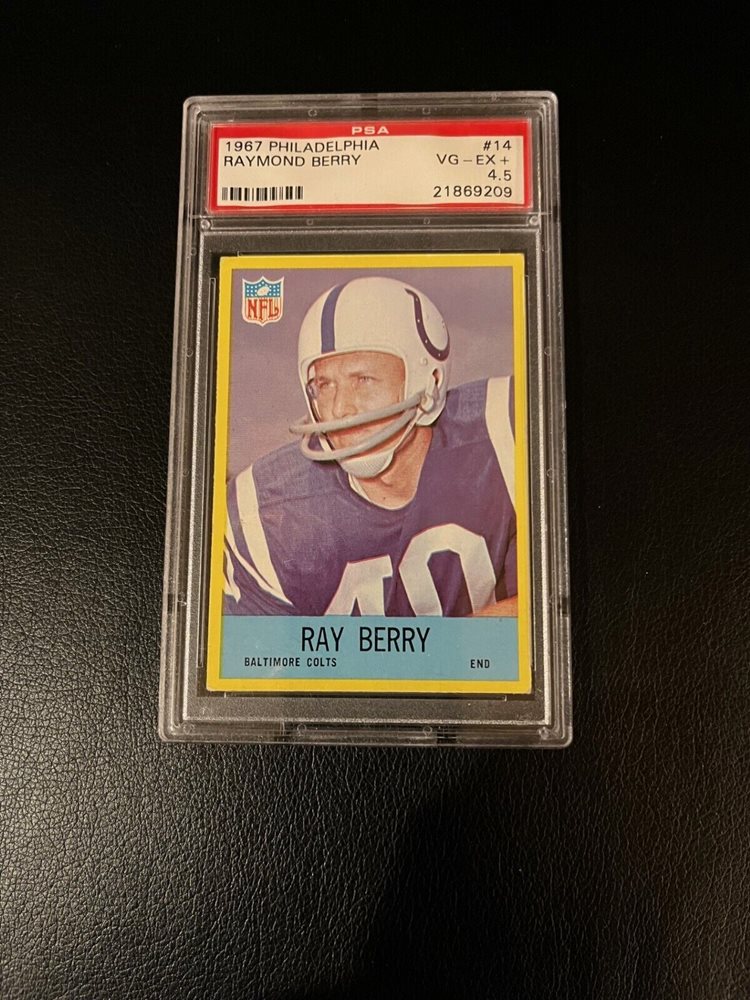 PSA
1967 PHILADELPHIA #14
RAYMOND BERRY VG-EX+
4.5
21869209
NFL
40
RAY BERRY
BALTIMORE COLTS END